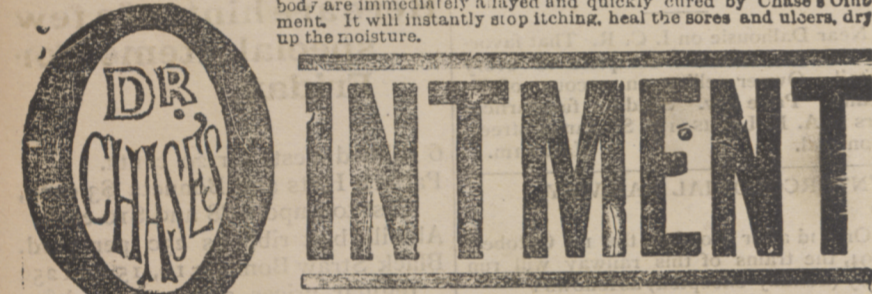 body are immediately alayed and quickly cured by Chase's Oint
ment. It will instantly stop itching, heal the sores and ulcers, dry
up the moisture.
DR.
CHASE'S
OINTMENT